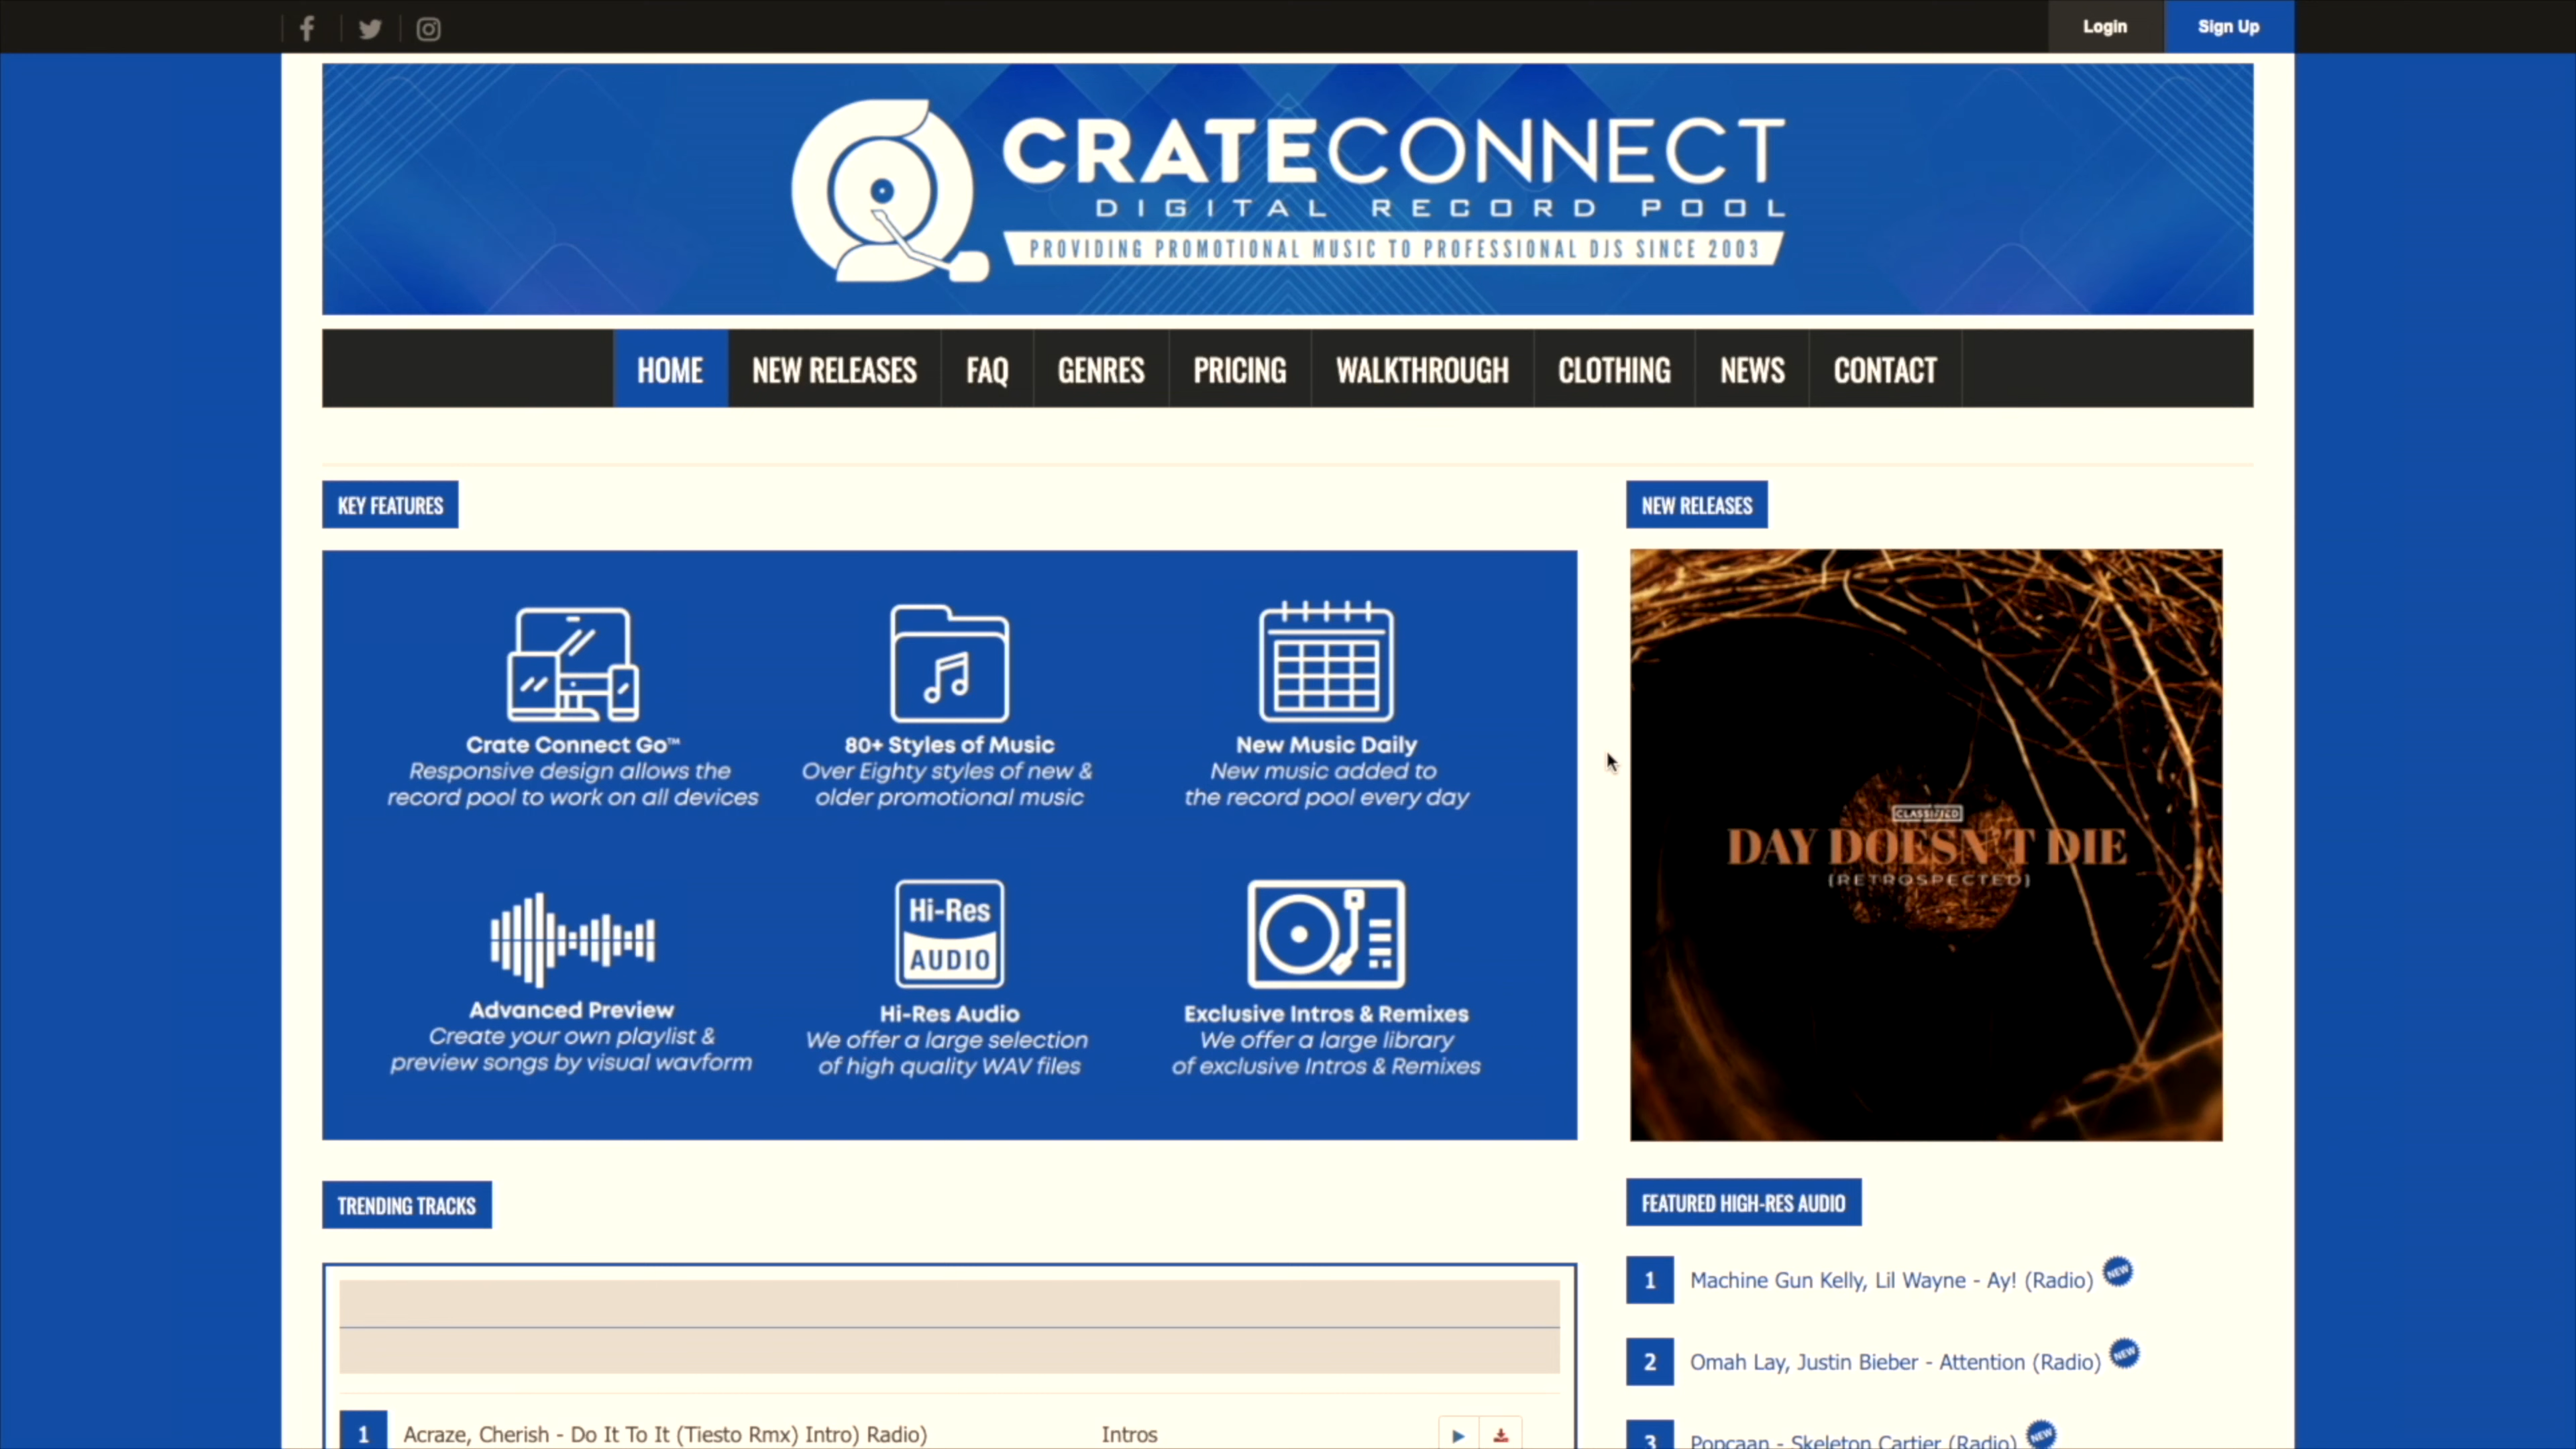 Login
Sign Up
CRATECONNECT
DIGITAL RECORD POOL
PROVIDING PROMOTIONAL MUSIC TO PROFESSIONAL DJS SINCE 2003
HOME
NEW RELEASES
FAQ
GENRES
PRICING
WALKTHROUGH
CLOTHING
NEWS
CONTACT
KEY FEATURES
Crate Connect Go™
Responsive design allows the
record pool to work on all devices
80+ Styles of Music
Over Eighty styles of new &
older promotional music
New Music Daily
New music added to
the record pool every day
Advanced Preview
Create your own playlist &
preview songs by visual wavform
Hi-Res
AUDIO
Hi-Res Audio
We offer a large selection
of high quality WAV files
Exclusive Intros & Remixes
We offer a large library
of exclusive Intros & Remixes
NEW RELEASES
CLASSIFIED
DAY DOESN'T DIE
(RETROSPECTED)
TRENDING TRACKS
1 Acraze, Cherish - Do It To It (Tiesto Rmx) Intro) Radio) Intros
FEATURED HIGH-RES AUDIO
1 Machine Gun Kelly, Lil Wayne - Ay! (Radio) NEW
2 Omah Lay, Justin Bieber - Attention (Radio) NEW
3 Popcaan - Skeleton Cartier (Radio) NEW